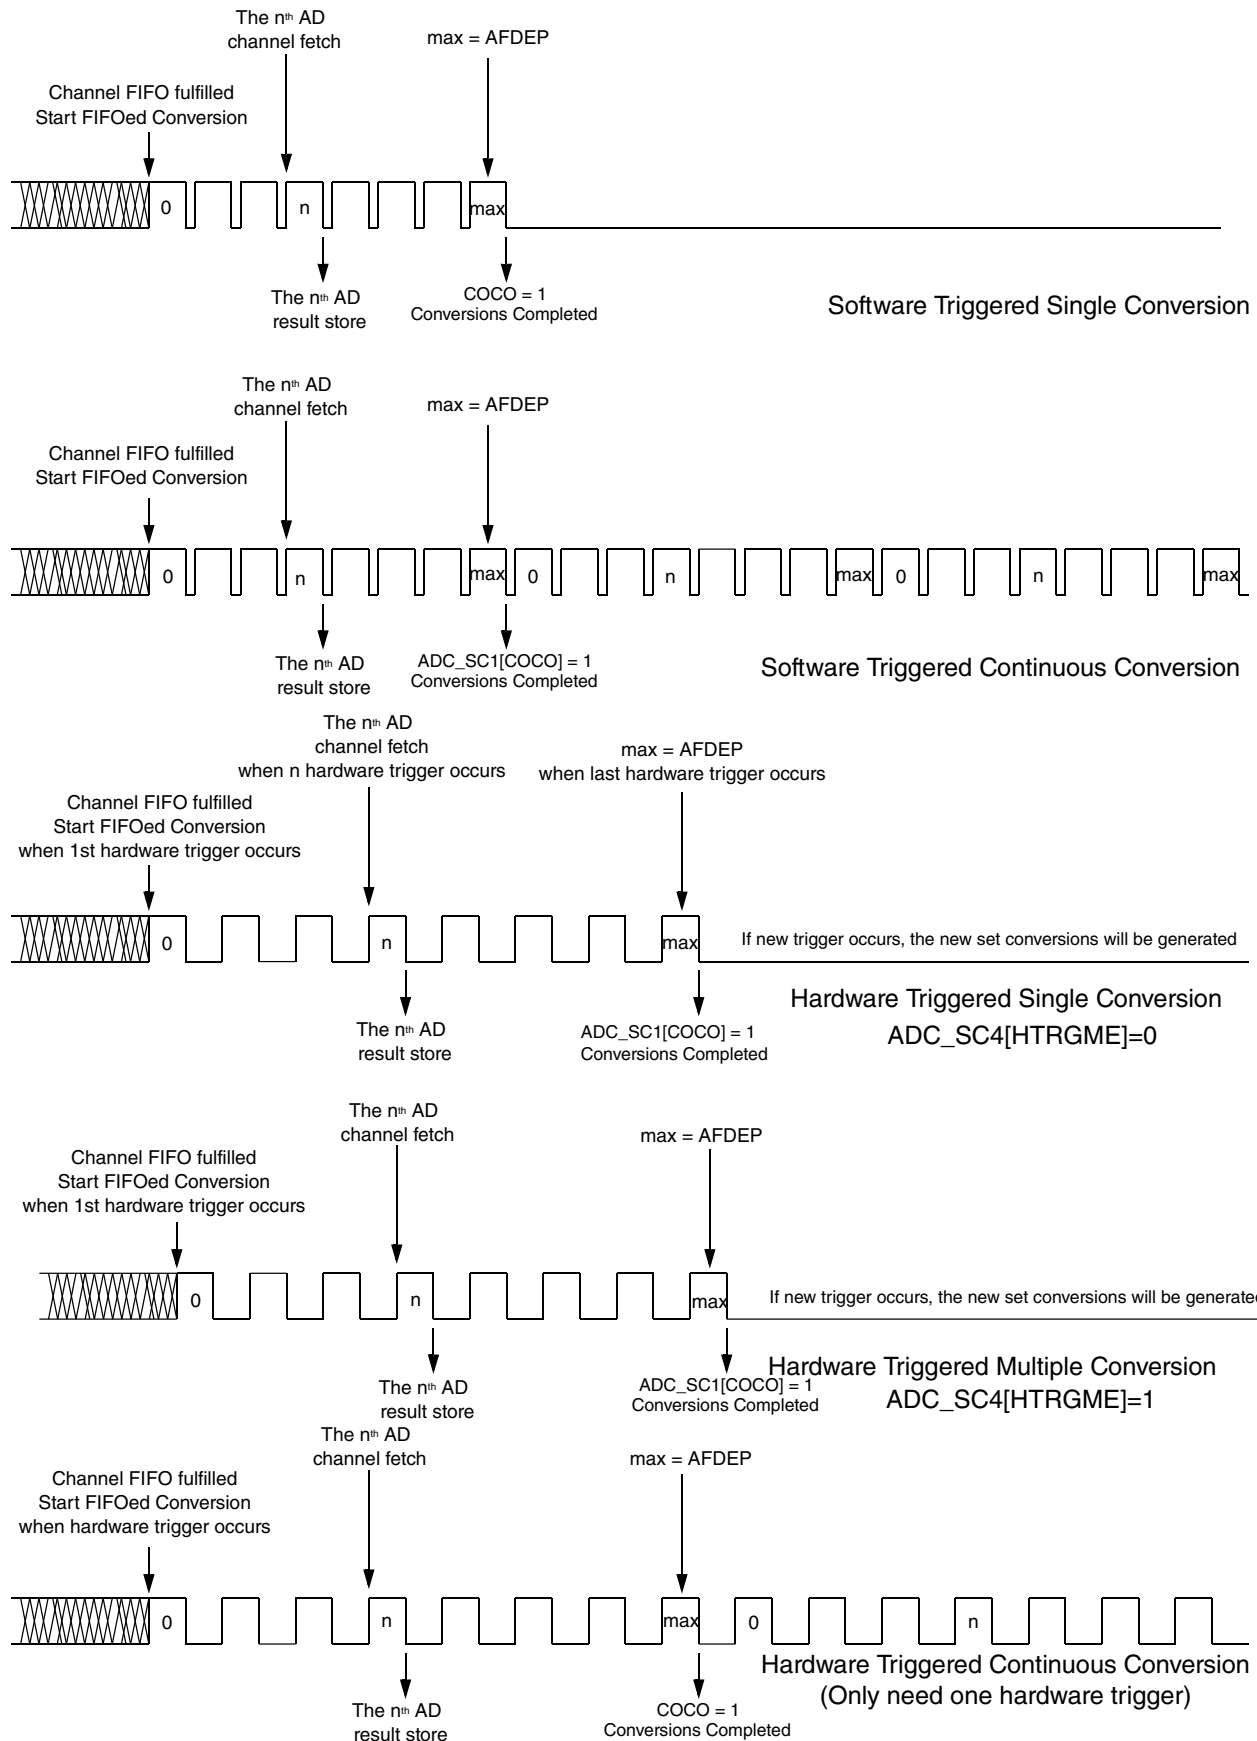 The nth AD
channel fetch
max = AFDEP
Channel FIFO fulfilled
Start FIFOed Conversion
0
n
max
The nth AD
result store
COCO = 1
Conversions Completed
Software Triggered Single Conversion
The nth AD
channel fetch
max = AFDEP
Channel FIFO fulfilled
Start FIFOed Conversion
0
n
max
0
n
max
0
n
max
The nth AD
result store
ADC_SC1[COCO] = 1
Conversions Completed
Software Triggered Continuous Conversion
The nth AD
channel fetch
when n hardware trigger occurs
max = AFDEP
when last hardware trigger occurs
Channel FIFO fulfilled
Start FIFOed Conversion
when 1st hardware trigger occurs
0
n
max
If new trigger occurs, the new set conversions will be generated
The nth AD
result store
ADC_SC1[COCO] = 1
Conversions Completed
Hardware Triggered Single Conversion
ADC_SC4[HTRGME]=0
The nth AD
channel fetch
max = AFDEP
Channel FIFO fulfilled
Start FIFOed Conversion
when 1st hardware trigger occurs
0
n
max
If new trigger occurs, the new set conversions will be generated
The nth AD
result store
ADC_SC1[COCO] = 1
Conversions Completed
Hardware Triggered Multiple Conversion
ADC_SC4[HTRGME]=1
The nth AD
channel fetch
max = AFDEP
Channel FIFO fulfilled
Start FIFOed Conversion
when hardware trigger occurs
0
n
max
0
n
The nth AD
result store
COCO = 1
Conversions Completed
Hardware Triggered Continuous Conversion
(Only need one hardware trigger)